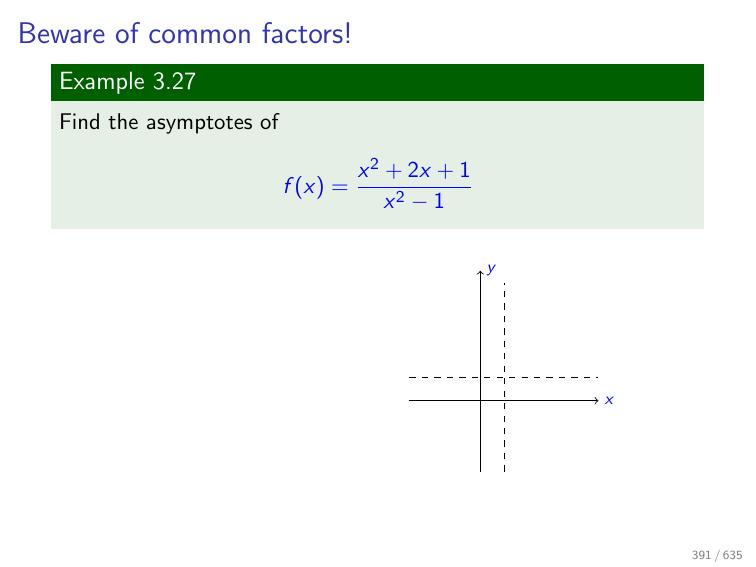 Beware of common factors!
Example 3.27
Find the asymptotes of
f(x) = \frac{x^2 + 2x + 1}{x^2 − 1}
y
x
391 / 635